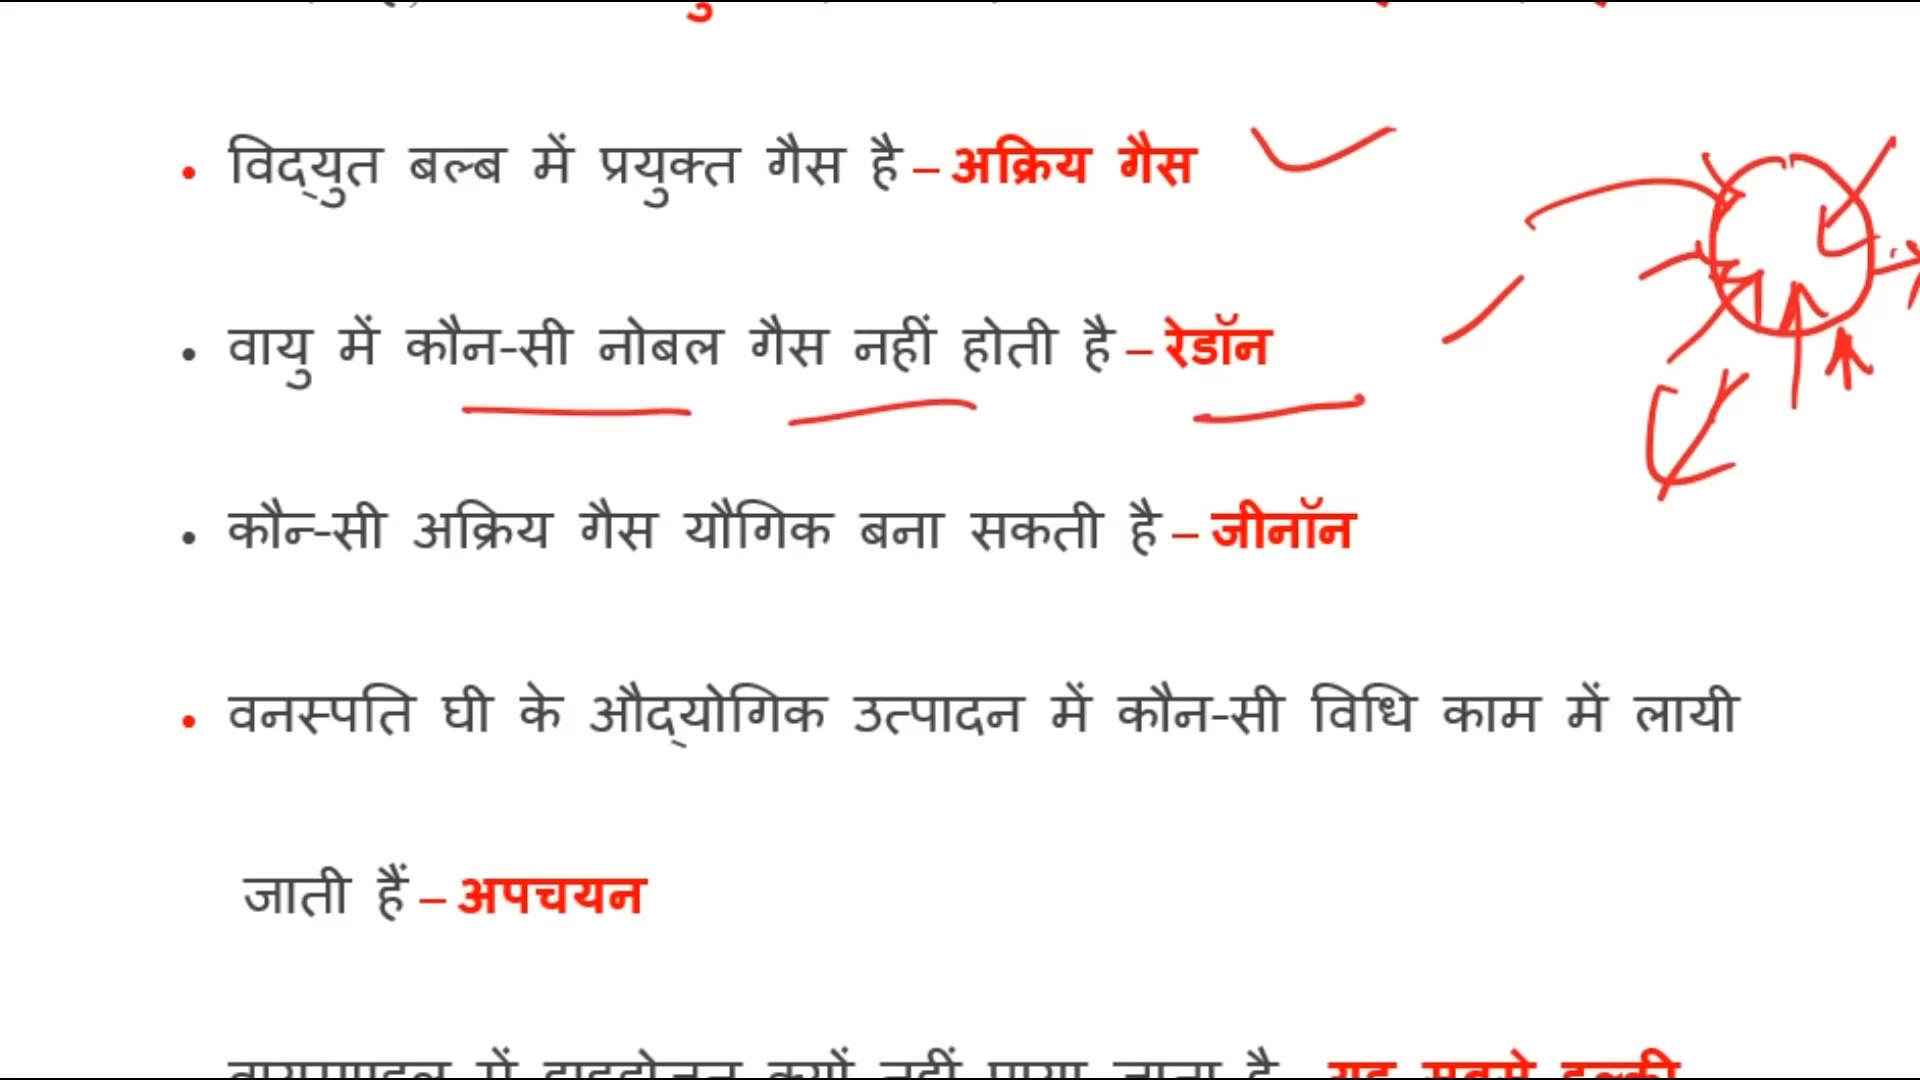 • विद्युत बल्ब में प्रयुक्त गैस है – अक्रिय गैस
• वायु में कौन-सी नोबल गैस नहीं होती है – रेडॉन
• कौन-सी अक्रिय गैस यौगिक बना सकती है – जीनॉन
• वनस्पति घी के औद्योगिक उत्पादन में कौन-सी विधि काम में लायी
जाती हैं – अपचयन